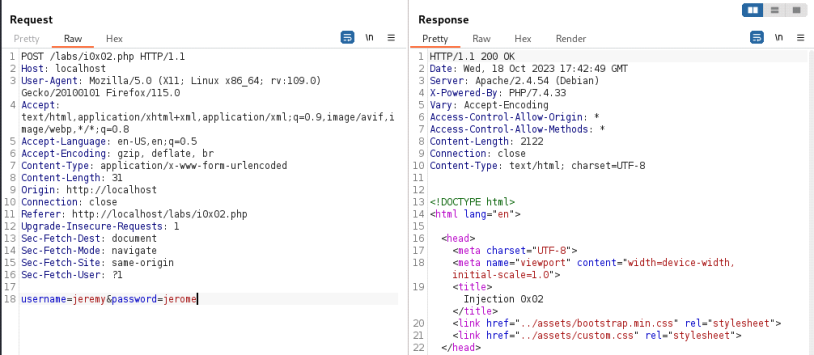 Request
Pretty Raw Hex
\n
1 POST /labs/i0x02.php HTTP/1.1
2 Host: localhost
3 User-Agent: Mozilla/5.0 (X11; Linux x86_64; rv:109.0)
Gecko/20100101 Firefox/115.0
4 Accept:
text/html,application/xhtml+xml,application/xml;q=0.9,image/avif,i
mage/webp,*/*;q=0.8
5 Accept-Language: en-US,en;q=0.5
6 Accept-Encoding: gzip, deflate, br
7 Content-Type: application/x-www-form-urlencoded
8 Content-Length: 31
9 Origin: http://localhost
10 Connection: close
11 Referer: http://localhost/labs/i0x02.php
12 Upgrade-Insecure-Requests: 1
13 Sec-Fetch-Dest: document
14 Sec-Fetch-Mode: navigate
15 Sec-Fetch-Site: same-origin
16 Sec-Fetch-User: ?1
17
18 username=jeremy&password=jerome
Response
Pretty Raw Hex Render
\n
1 HTTP/1.1 200 OK
2 Date: Wed, 18 Oct 2023 17:42:49 GMT
3 Server: Apache/2.4.54 (Debian)
4 X-Powered-By: PHP/7.4.33
5 Vary: Accept-Encoding
6 Access-Control-Allow-Origin: *
7 Access-Control-Allow-Methods: *
8 Content-Length: 2122
9 Connection: close
10 Content-Type: text/html; charset=UTF-8
11
12
13 <!DOCTYPE html>
14 <html lang="en">
15
16 <head>
17 <meta charset="UTF-8">
18 <meta name="viewport" content="width=device-width,
initial-scale=1.0">
19 <title>
Injection 0x02
</title>
20 <link href="../assets/bootstrap.min.css" rel="stylesheet">
21 <link href="../assets/custom.css" rel="stylesheet">
22 </head>